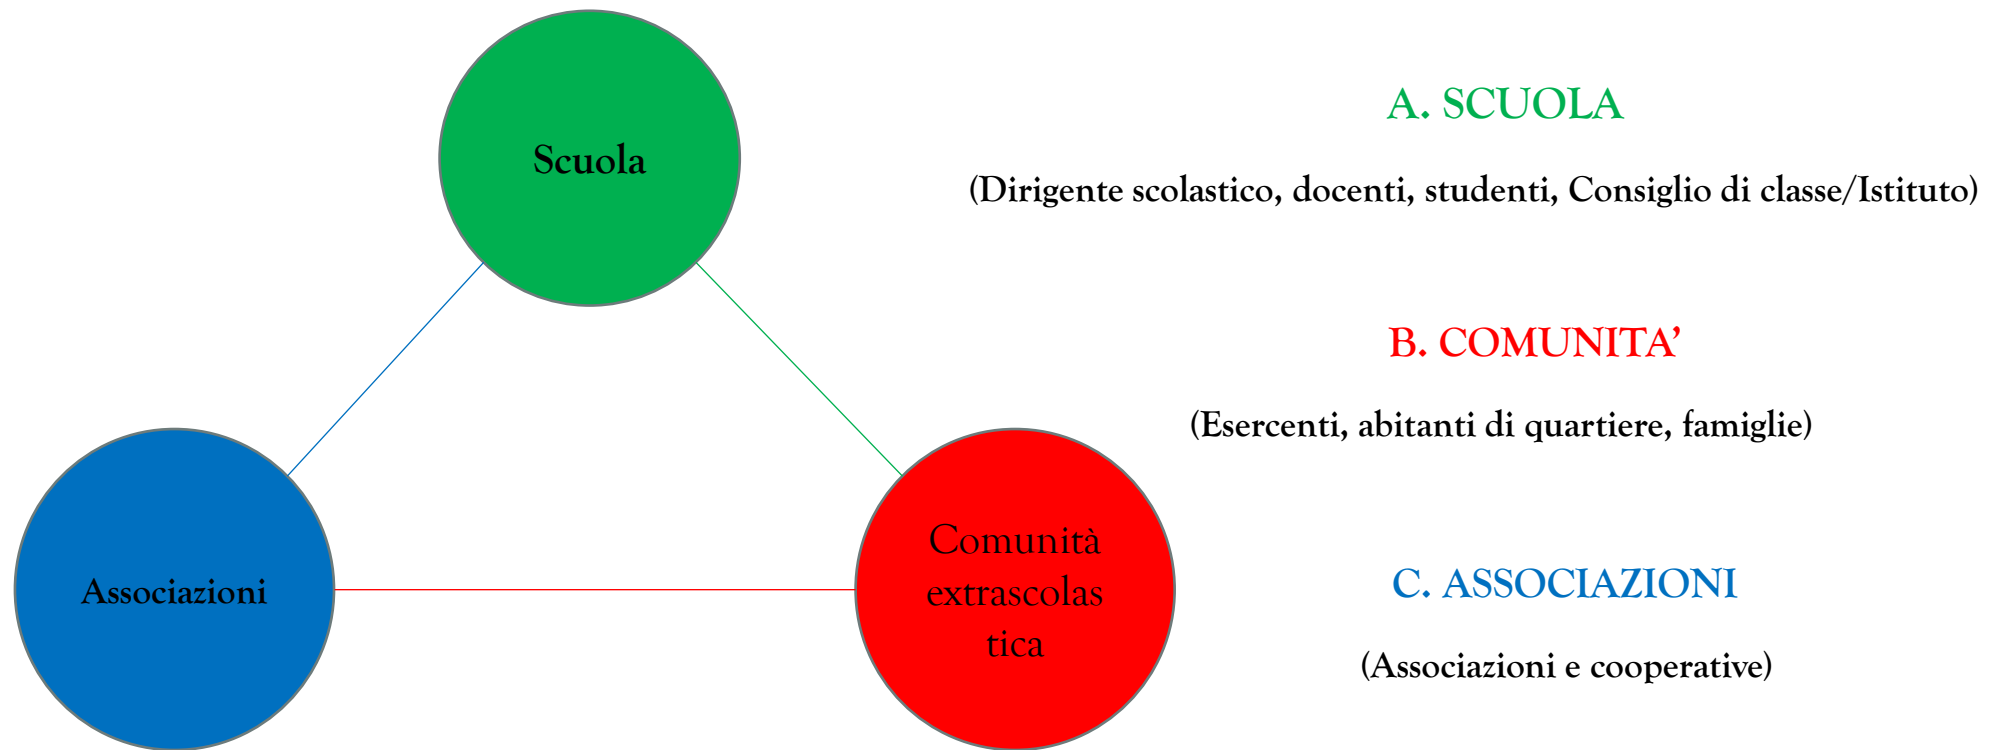 Scuola
Associazioni
Comunità
extrascolas
tica
A. SCUOLA
(Dirigente scolastico, docenti, studenti, Consiglio di classe/Istituto)
B. COMUNITA’
(Esercenti, abitanti di quartiere, famiglie)
C. ASSOCIAZIONI
(Associazioni e cooperative)